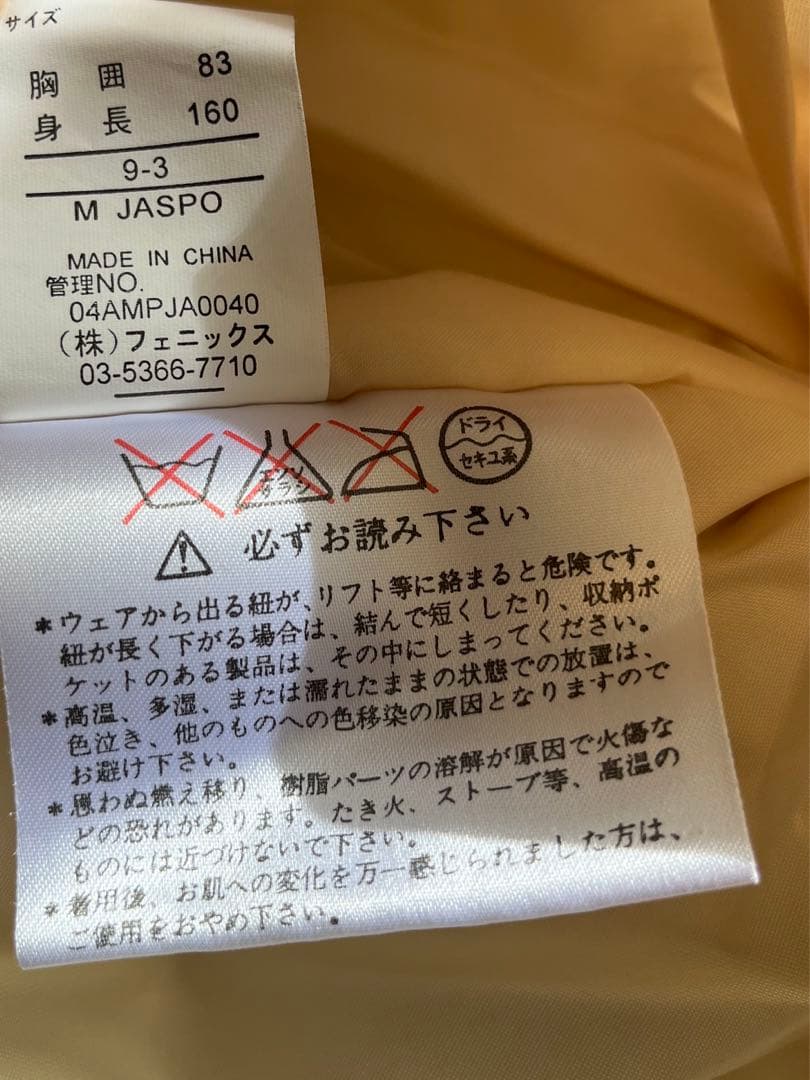 サイズ
胸 囲 83
身 長 160
9-3
M JASPO
MADE IN CHINA
管理NO.
04AMPJA0040
(株)フェニックス
03-5366-7710
エンソ
サラシ
ドライ
セキユ系
必ずお読み下さい
*ウェアから出る紐が、リフト等に絡まると危険です。
紐が長く下がる場合は、結んで短くしたり、収納ポ
ケットのある製品は、その中にしまってください。
*高温、多湿、または濡れたままの状態での放置は、
色泣き、他のものへの色移染の原因となりますので
お避け下さい。
*思わぬ燃え移り、樹脂パーツの溶解が原因で火傷な
どの恐れがあります。たき火、ストーブ等、高温の
ものには近づけないで下さい。
*着用後、お肌への変化を万一感じられました方は、
ご使用をおやめ下さい。